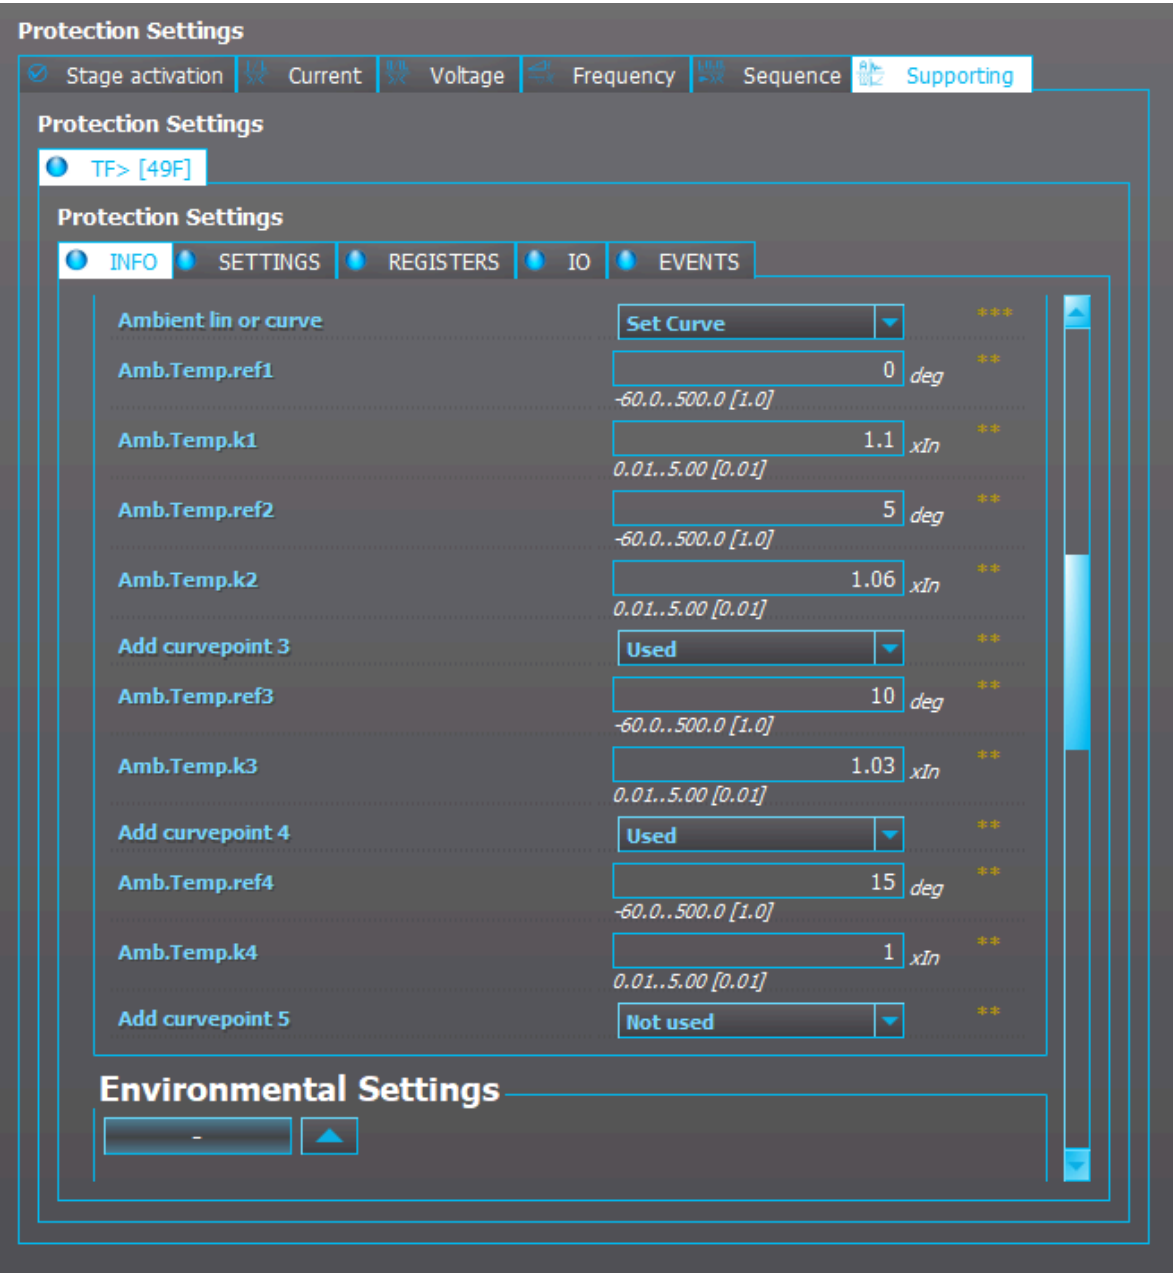 Protection Settings
Stage activation Current Voltage Frequency Sequence Supporting
Protection Settings
TF> [49F]
Protection Settings
INFO SETTINGS REGISTERS IO EVENTS
Ambient lin or curve Set Curve ***
Amb.Temp.ref1 0 deg **
-60.0..500.0 [1.0]
Amb.Temp.k1 1.1 xIn **
0.01..5.00 [0.01]
Amb.Temp.ref2 5 deg **
-60.0..500.0 [1.0]
Amb.Temp.k2 1.06 xIn **
0.01..5.00 [0.01]
Add curvepoint 3 Used **
Amb.Temp.ref3 10 deg **
-60.0..500.0 [1.0]
Amb.Temp.k3 1.03 xIn **
0.01..5.00 [0.01]
Add curvepoint 4 Used **
Amb.Temp.ref4 15 deg **
-60.0..500.0 [1.0]
Amb.Temp.k4 1 xIn **
0.01..5.00 [0.01]
Add curvepoint 5 Not used **
Environmental Settings
-